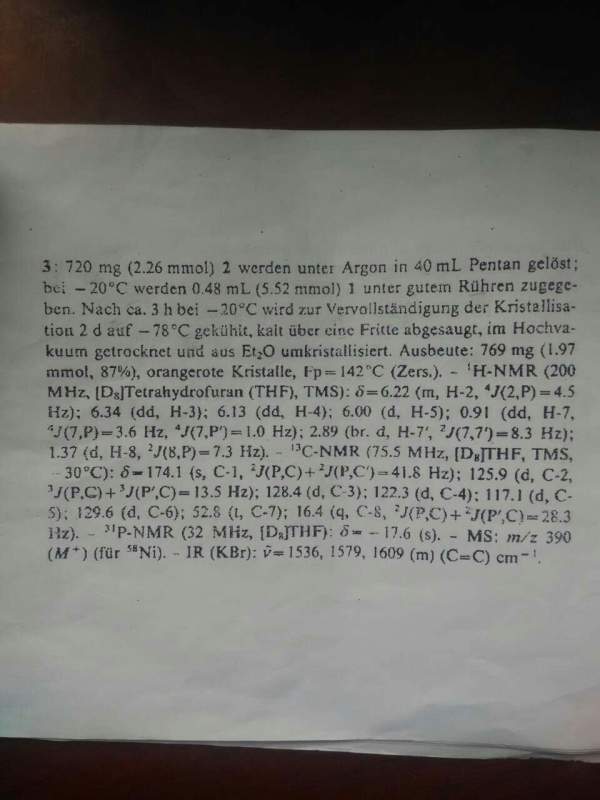 3: 720 mg (2.26 mmol) 2 werden unter Argon in 40 mL Pentan gelöst;
bei −20°C werden 0.48 mL (5.52 mmol) 1 unter gutem Rühren zugege-
ben. Nach ca. 3 h bei −20°C wird zur Vervollständigung der Kristallisa-
tion 2 d auf −78°C gekühlt, kalt über eine Fritte abgesaugt, im Hochva-
kuum getrocknet und aus Et₂O umkristallisiert. Ausbeute: 769 mg (1.97
mmol, 87%), orangerote Kristalle, Fp=142°C (Zers.). – ¹H-NMR (200
MHz, [D₈]Tetrahydrofuran (THF), TMS): δ=6.22 (m, H-2, ⁴J(2,P)=4.5
Hz); 6.34 (dd, H-3); 6.13 (dd, H-4); 6.00 (d, H-5); 0.91 (dd, H-7,
⁴J(7,P)=3.6 Hz, ⁴J(7,P′)=1.0 Hz); 2.89 (br. d, H-7′, ²J(7,7′)=8.3 Hz);
1.37 (d, H-8, ²J(8,P)=7.3 Hz). – ¹³C-NMR (75.5 MHz, [D₈]THF, TMS,
−30°C): δ=174.1 (s, C-1, ²J(P,C)+²J(P′,C)=41.8 Hz); 125.9 (d, C-2,
³J(P,C)+³J(P′,C)=13.5 Hz); 128.4 (d, C-3); 122.3 (d, C-4); 117.1 (d, C-
5); 129.6 (d, C-6); 52.8 (t, C-7); 16.4 (q, C-8, ²J(P,C)+²J(P′,C)=28.3
Hz). – ³¹P-NMR (32 MHz, [D₈]THF): δ= −17.6 (s). – MS: m/z 390
(M⁺) (für ⁵⁸Ni). – IR (KBr): ν̃=1536, 1579, 1609 (m) (C=C) cm⁻¹.